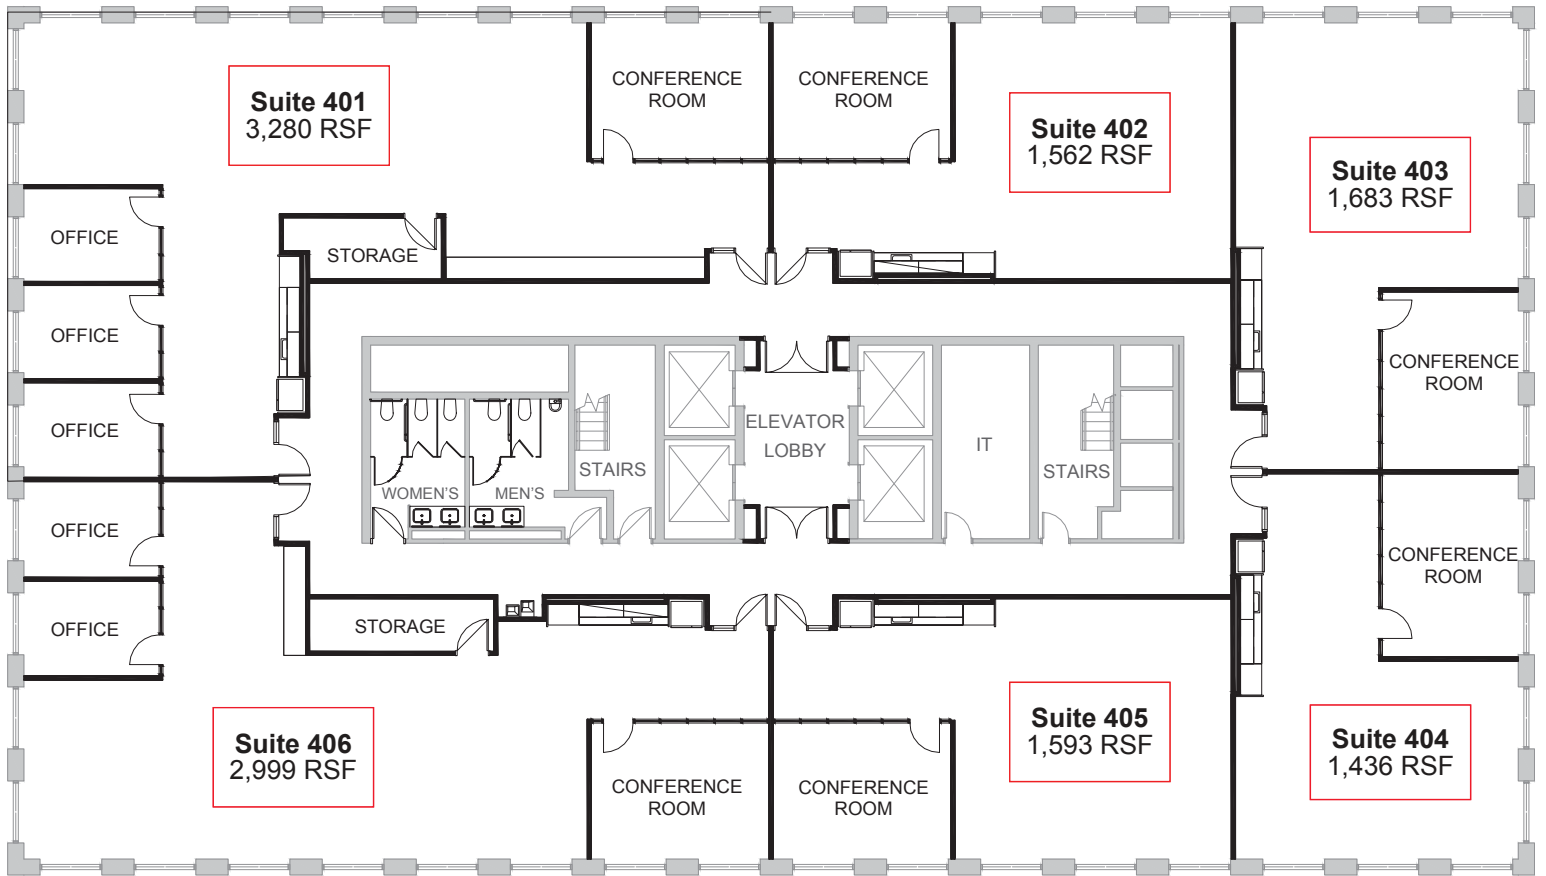 CONFERENCE
ROOM
CONFERENCE
ROOM
Suite 401
3,280 RSF
Suite 402
1,562 RSF
Suite 403
1,683 RSF
OFFICE
STORAGE
OFFICE
CONFERENCE
ROOM
OFFICE
ELEVATOR
LOBBY
IT
STAIRS
STAIRS
WOMEN'S
MEN'S
OFFICE
CONFERENCE
ROOM
OFFICE
STORAGE
Suite 406
2,999 RSF
Suite 405
1,593 RSF
Suite 404
1,436 RSF
CONFERENCE
ROOM
CONFERENCE
ROOM